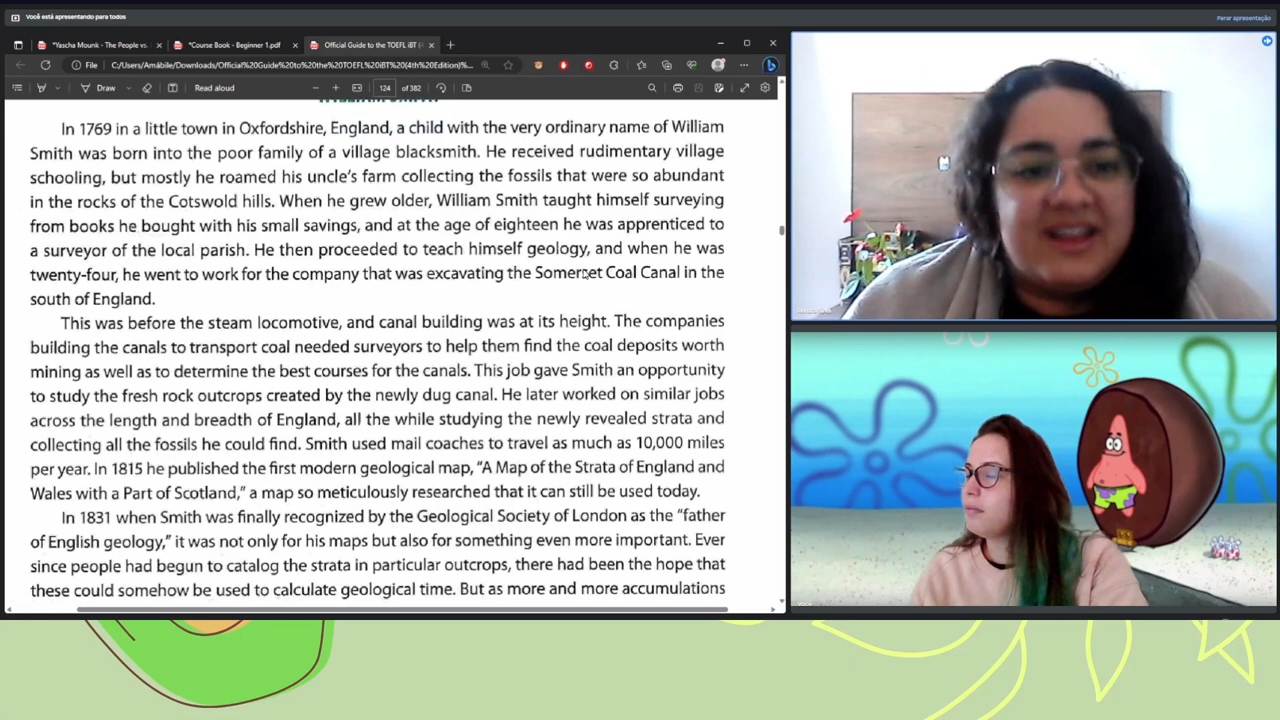 Você está apresentando para todos
Parar apresentação
*Yascha Mounk - The People vs.
*Course Book - Beginner 1.pdf
Official Guide to the TOEFL iBT (
File
C:/Users/Amábile/Downloads/Official%20Guide%20to%20the%20TOEFL%20iBT%20(4th%20Edition)%...
Draw
Read aloud
124
of 382
In 1769 in a little town in Oxfordshire, England, a child with the very ordinary name of William
Smith was born into the poor family of a village blacksmith. He received rudimentary village
schooling, but mostly he roamed his uncle's farm collecting the fossils that were so abundant
in the rocks of the Cotswold hills. When he grew older, William Smith taught himself surveying
from books he bought with his small savings, and at the age of eighteen he was apprenticed to
a surveyor of the local parish. He then proceeded to teach himself geology, and when he was
twenty-four, he went to work for the company that was excavating the Somerset Coal Canal in the
south of England.
This was before the steam locomotive, and canal building was at its height. The companies
building the canals to transport coal needed surveyors to help them find the coal deposits worth
mining as well as to determine the best courses for the canals. This job gave Smith an opportunity
to study the fresh rock outcrops created by the newly dug canal. He later worked on similar jobs
across the length and breadth of England, all the while studying the newly revealed strata and
collecting all the fossils he could find. Smith used mail coaches to travel as much as 10,000 miles
per year. In 1815 he published the first modern geological map, “A Map of the Strata of England and
Wales with a Part of Scotland,” a map so meticulously researched that it can still be used today.
In 1831 when Smith was finally recognized by the Geological Society of London as the “father
of English geology,” it was not only for his maps but also for something even more important. Ever
since people had begun to catalog the strata in particular outcrops, there had been the hope that
these could somehow be used to calculate geological time. But as more and more accumulations